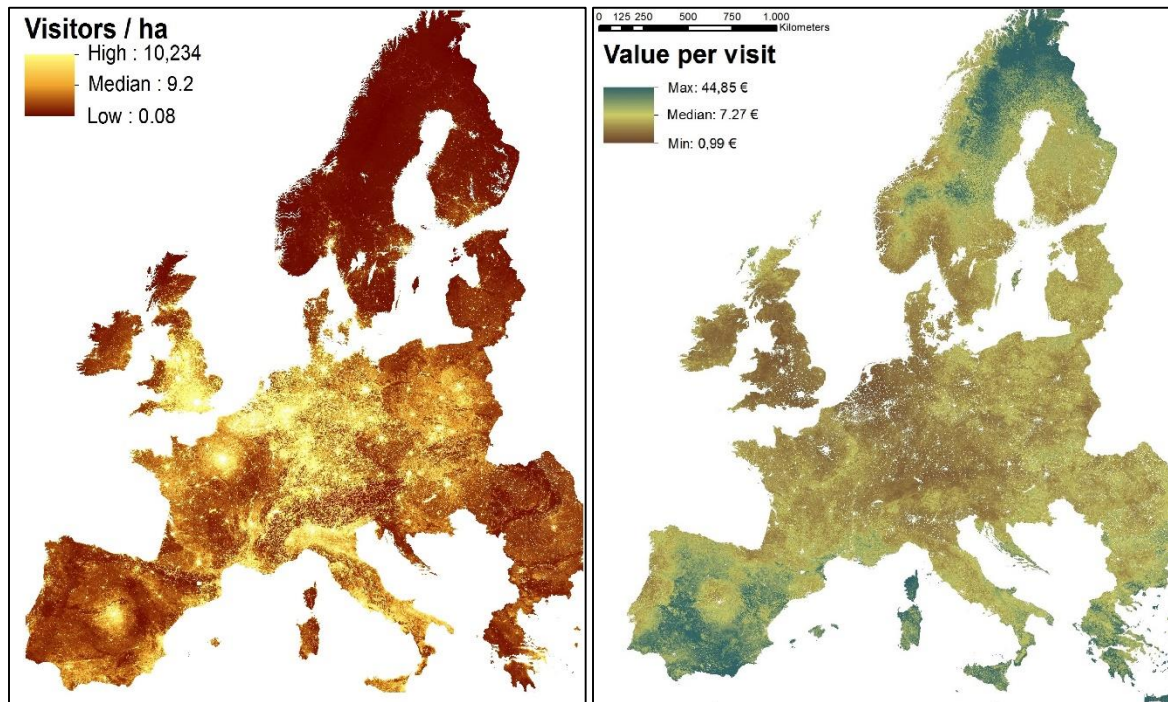 Visitors / ha
High : 10,234
Median : 9.2
Low : 0.08
0 125 250 500 750 1.000
Kilometers
Value per visit
Max: 44,85 €
Median: 7.27 €
Min: 0,99 €